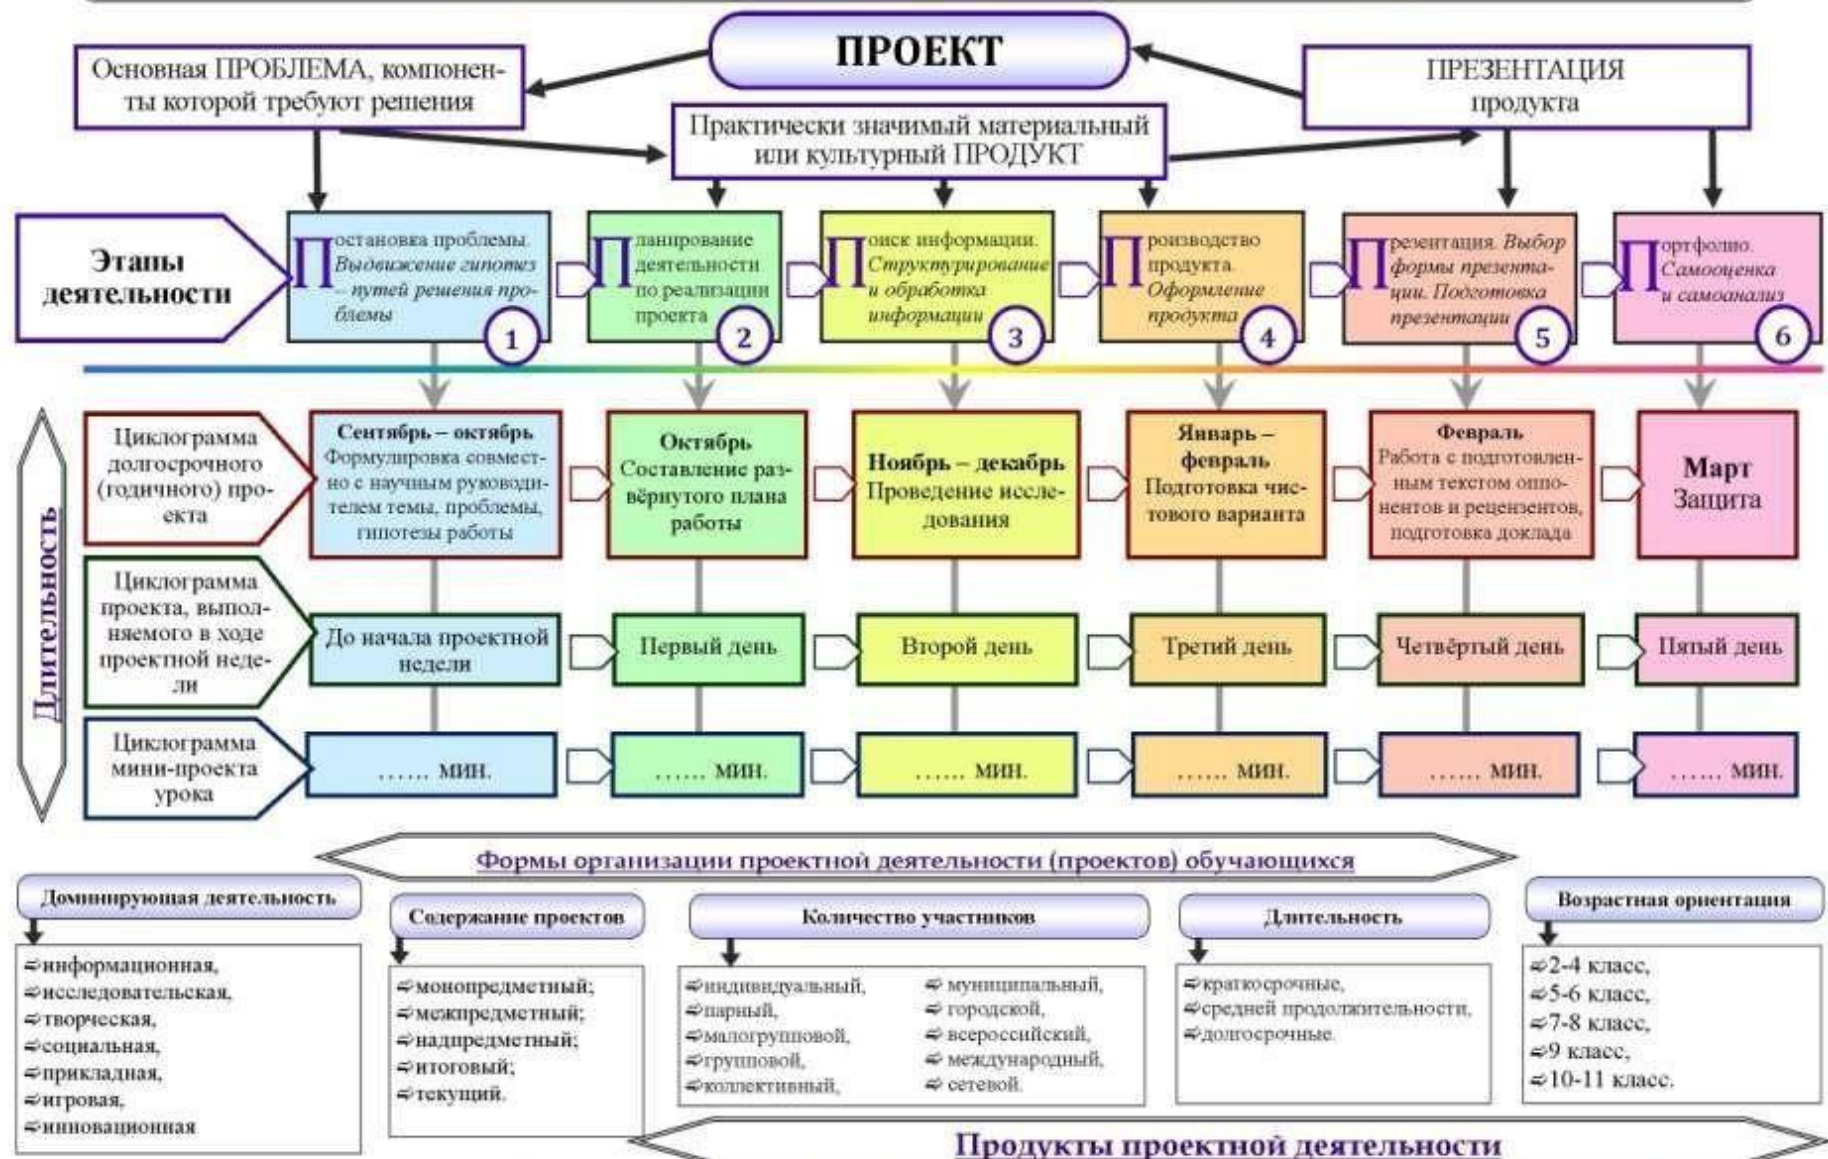 ПРОЕКТ
Основная ПРОБЛЕМА, компонен-
ты которой требуют решения
ПРЕЗЕНТАЦИЯ
продукта
Практически значимый материальный
или культурный ПРОДУКТ
Этапы
деятельности
Постановка проблемы.
Выдвижение гипотез
– путей решения про-
блемы
1
Планирование
деятельности
по реализации
проекта
2
Поиск информации.
Структурирование
и обработка
информации
3
Производство
продукта.
Оформление
продукта
4
Презентация. Выбор
формы презента-
ции. Подготовка
презентации
5
Портфолио.
Самооценка
и самоанализ
6
Длительность
Циклограмма
долгосрочного
(годичного) про-
екта
Сентябрь – октябрь
Формулировка совмест-
но с научным руководи-
телем темы, проблемы,
гипотезы работы
Октябрь
Составление раз-
вёрнутого плана
работы
Ноябрь – декабрь
Проведение иссле-
дования
Январь –
февраль
Подготовка чис-
тового варианта
Февраль
Работа с подготовлен-
ным текстом оппо-
нентов и рецензентов,
подготовка доклада
Март
Защита
Циклограмма
проекта, выпол-
няемого в ходе
проектной неде-
ли
До начала проектной
недели
Первый день
Второй день
Третий день
Четвёртый день
Пятый день
Циклограмма
мини-проекта
урока
…… мин.
…… мин.
…… мин.
…… мин.
…… мин.
…… мин.
Формы организации проектной деятельности (проектов) обучающихся
Доминирующая деятельность
информационная,
исследовательская,
творческая,
социальная,
прикладная,
игровая,
инновационная
Содержание проектов
монопредметный;
межпредметный;
надпредметный;
итоговый;
текущий.
Количество участников
индивидуальный,
парный,
малогрупповой,
групповой,
коллективный,
муниципальный,
городской,
всероссийский,
международный,
сетевой.
Длительность
краткосрочные,
средней продолжительности,
долгосрочные.
Возрастная ориентация
2-4 класс,
5-6 класс,
7-8 класс,
9 класс,
10-11 класс.
Продукты проектной деятельности